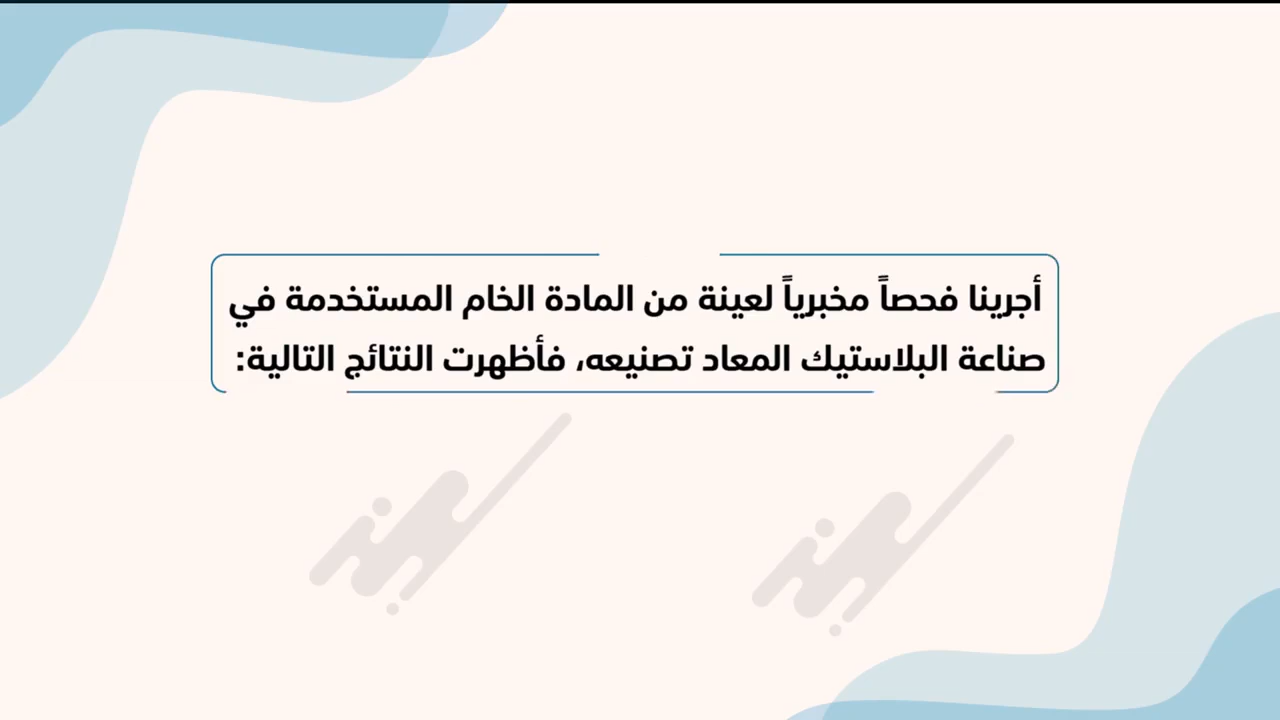 أجرينا فحصاً مخبرياً لعينة من المادة الخام المستخدمة في
صناعة البلاستيك المعاد تصنيعه، فأظهرت النتائج التالية: